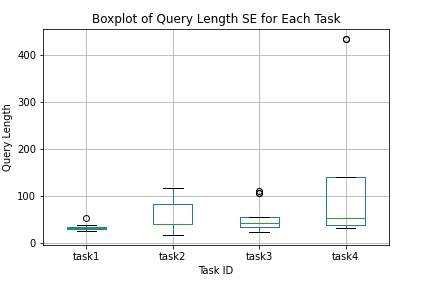 Boxplot of Query Length SE for Each Task
Query Length
400
300
200
100
0
task1 task2 task3 task4
Task ID